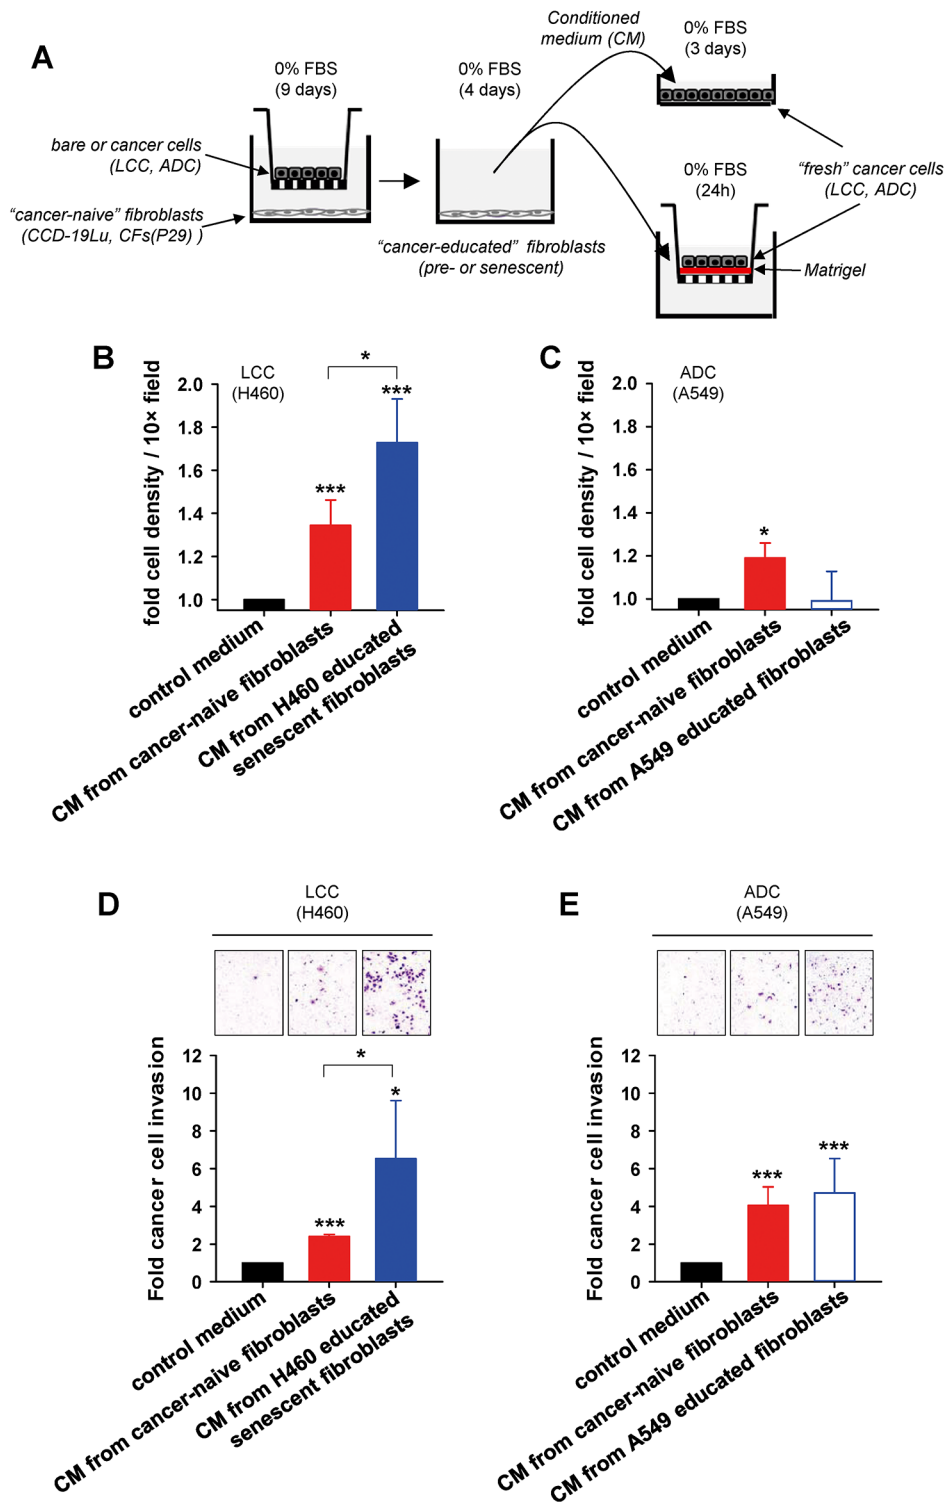 A
0% FBS
(9 days)
0% FBS
(4 days)
Conditioned
medium (CM)
0% FBS
(3 days)
bare or cancer cells
(LCC, ADC)
"cancer-naive" fibroblasts
(CCD-19Lu, CFs(P29) )
"cancer-educated" fibroblasts
(pre- or senescent)
0% FBS
(24h)
"fresh" cancer cells
(LCC, ADC)
Matrigel
B
LCC
(H460)
fold cell density / 10× field
2.0
1.8
1.6
1.4
1.2
1.0
***
*
***
control medium
CM from cancer-naive fibroblasts
CM from H460 educated
senescent fibroblasts
C
ADC
(A549)
fold cell density / 10× field
2.0
1.8
1.6
1.4
1.2
1.0
*
control medium
CM from cancer-naive fibroblasts
CM from A549 educated fibroblasts
D
LCC
(H460)
Fold cancer cell invasion
12
10
8
6
4
2
0
***
*
*
control medium
CM from cancer-naive fibroblasts
CM from H460 educated
senescent fibroblasts
E
ADC
(A549)
Fold cancer cell invasion
12
10
8
6
4
2
0
***
***
control medium
CM from cancer-naive fibroblasts
CM from A549 educated fibroblasts